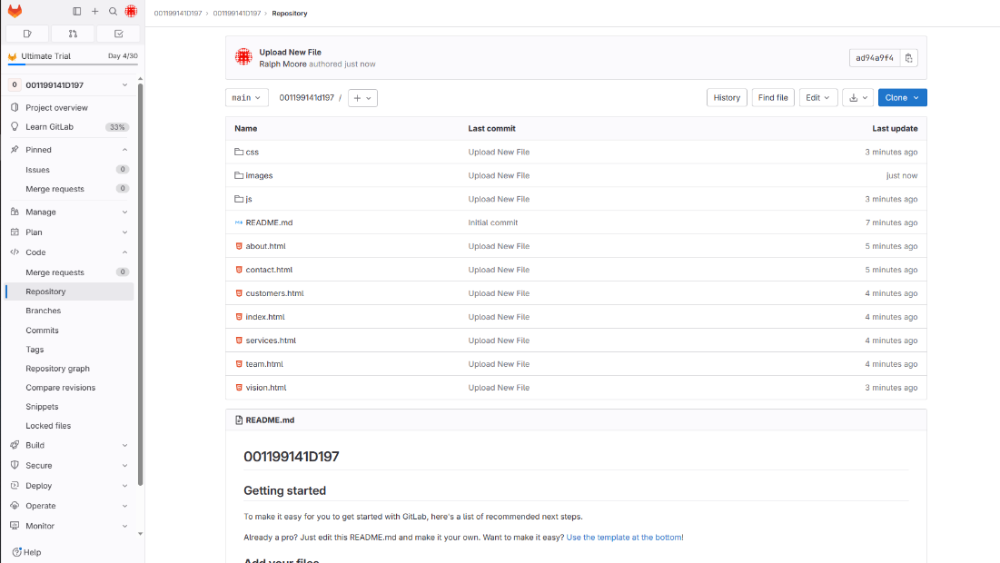 001199141D197 › 001199141D197 › Repository
Ultimate Trial Day 4/30
0 001199141D197
Project overview
Learn GitLab 33%
Pinned
Issues 0
Merge requests 0
Manage
Plan
Code
Merge requests 0
Repository
Branches
Commits
Tags
Repository graph
Compare revisions
Snippets
Locked files
Build
Secure
Deploy
Operate
Monitor
Help
Upload New File
Ralph Moore authored just now
ad94a9f4
main 001199141d197 / +
History Find file Edit Clone
Name Last commit Last update
css Upload New File 3 minutes ago
images Upload New File just now
js Upload New File 3 minutes ago
README.md Initial commit 7 minutes ago
about.html Upload New File 5 minutes ago
contact.html Upload New File 5 minutes ago
customers.html Upload New File 4 minutes ago
index.html Upload New File 4 minutes ago
services.html Upload New File 4 minutes ago
team.html Upload New File 4 minutes ago
vision.html Upload New File 3 minutes ago
README.md
001199141D197
Getting started
To make it easy for you to get started with GitLab, here's a list of recommended next steps.
Already a pro? Just edit this README.md and make it your own. Want to make it easy? Use the template at the bottom!
Add your files